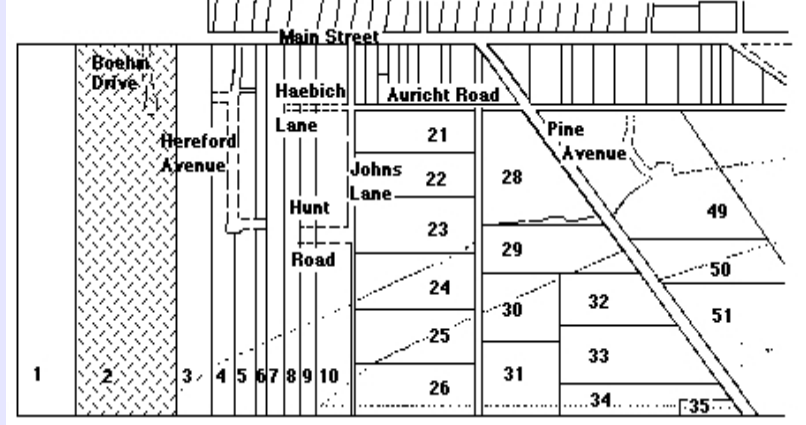 Main Street
Boehm
Drive
Haebich
Lane
Auricht Road
Hereford
Avenue
Johns
Lane
Pine
Avenue
Hunt
Road
21
22
23
24
25
26
28
29
30
31
32
33
34
35
49
50
51
1
2
3
4
5
6
7
8
9
10